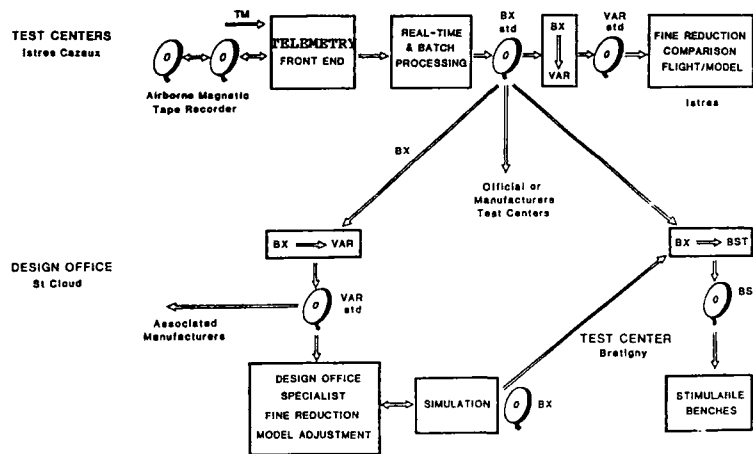 TEST CENTERS
Istres Cazaux
TM
Airborne Magnetic
Tape Recorder
TELEMETRY
FRONT END
REAL-TIME
& BATCH
PROCESSING
BX
std
BX
VAR
VAR
std
FINE REDUCTION
COMPARISON
FLIGHT/MODEL
Istres
BX
Official or
Manufacturers
Test Centers
BX VAR
BX BST
DESIGN OFFICE
St Cloud
VAR
std
Associated
Manufacturers
BS
TEST CENTER
Bretigny
DESIGN OFFICE
SPECIALIST
FINE REDUCTION
MODEL ADJUSTMENT
SIMULATION
BX
STIMULABLE
BENCHES